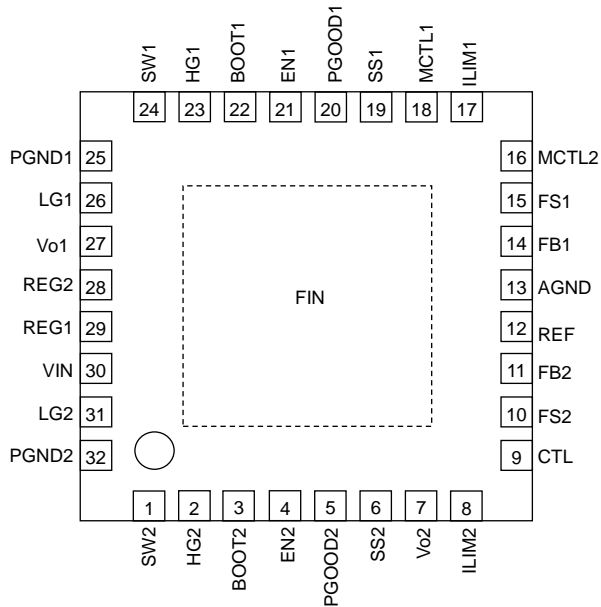 SW1 HG1 BOOT1 EN1 PGOOD1 SS1 MCTL1 ILIM1
24 23 22 21 20 19 18 17
PGND1 25 16 MCTL2
LG1 26 15 FS1
Vo1 27 14 FB1
REG2 28 13 AGND
FIN
REG1 29 12 REF
VIN 30 11 FB2
LG2 31 10 FS2
PGND2 32 9 CTL
1 2 3 4 5 6 7 8
SW2 HG2 BOOT2 EN2 PGOOD2 SS2 Vo2 ILIM2